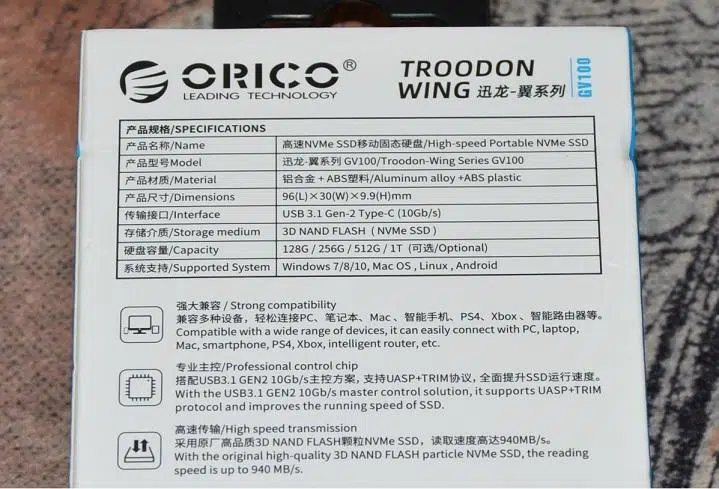 ORICO®
LEADING TECHNOLOGY
TROODON
WING 迅龙-翼系列
GV100
产品规格/SPECIFICATIONS
产品名称/Name 高速NVMe SSD移动固态硬盘/High-speed Portable NVMe SSD
产品型号Model 迅龙-翼系列 GV100/Troodon-Wing Series GV100
产品材质/Material 铝合金+ABS塑料/Aluminum alloy +ABS plastic
产品尺寸/Dimensions 96(L)×30(W)×9.9(H)mm
传输接口/Interface USB 3.1 Gen-2 Type-C (10Gb/s)
存储介质/Storage medium 3D NAND FLASH ( NVMe SSD )
硬盘容量/Capacity 128G / 256G / 512G / 1T (可选/Optional)
系统支持/Supported System Windows 7/8/10, Mac OS , Linux , Android
强大兼容 / Strong compatibility
兼容多种设备，轻松连接PC、笔记本、Mac 、智能手机、PS4、Xbox 、智能路由器等。
Compatible with a wide range of devices, it can easily connect with PC, laptop,
Mac, smartphone, PS4, Xbox, intelligent router, etc.
专业主控/Professional control chip
搭配USB3.1 GEN2 10Gb/s主控方案，支持UASP+TRIM协议，全面提升SSD运行速度。
With the USB3.1 GEN2 10Gb/s master control solution, it supports UASP+TRIM
protocol and improves the running speed of SSD.
高速传输/High speed transmission
采用原厂高品质3D NAND FLASH颗粒NVMe SSD，读取速度高达940MB/s。
With the original high-quality 3D NAND FLASH particle NVMe SSD, the reading
speed is up to 940 MB/s.